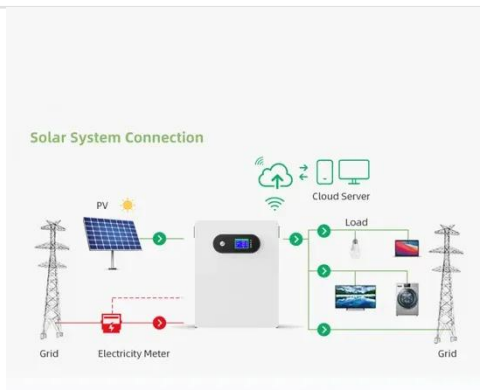 Solar System Connection
Cloud Server
PV
Load
Grid
Electricity Meter
Grid